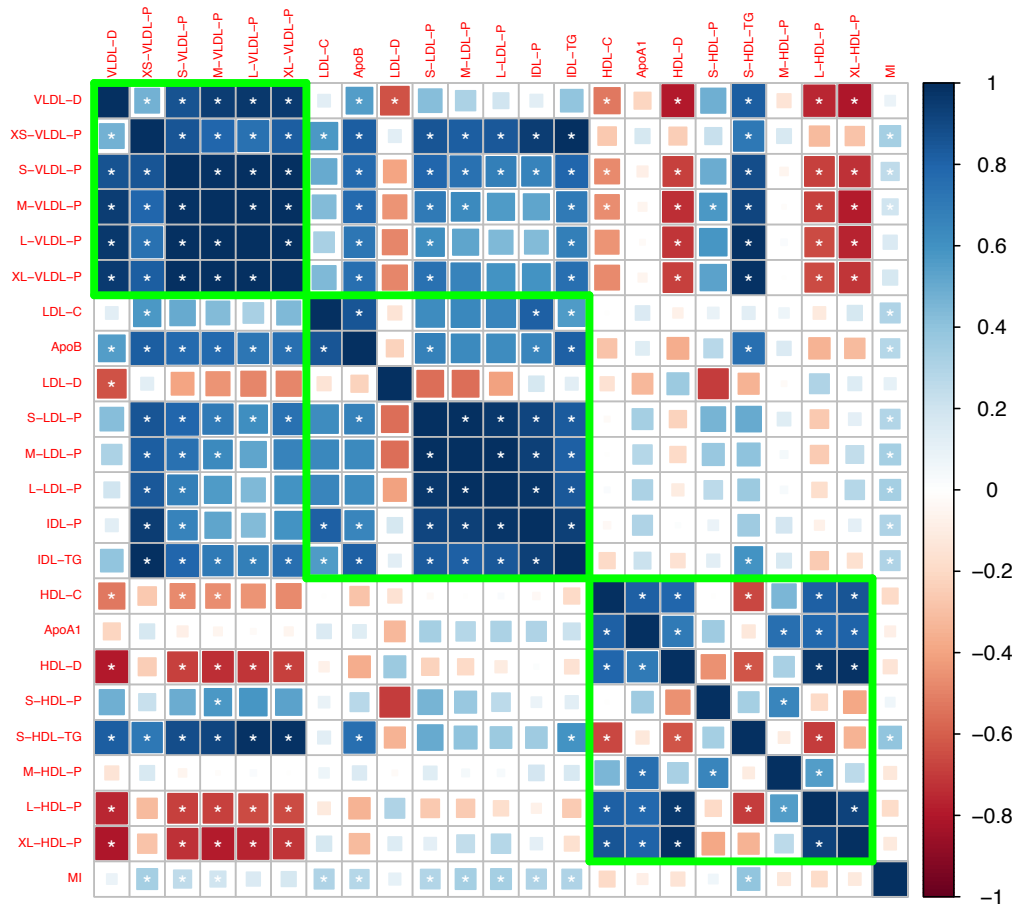 VLDL−D
XS−VLDL−P
S−VLDL−P
M−VLDL−P
L−VLDL−P
XL−VLDL−P
LDL−C
ApoB
LDL−D
S−LDL−P
M−LDL−P
L−LDL−P
IDL−P
IDL−TG
HDL−C
ApoA1
HDL−D
S−HDL−P
S−HDL−TG
M−HDL−P
L−HDL−P
XL−HDL−P
MI
VLDL−D
XS−VLDL−P
S−VLDL−P
M−VLDL−P
L−VLDL−P
XL−VLDL−P
LDL−C
ApoB
LDL−D
S−LDL−P
M−LDL−P
L−LDL−P
IDL−P
IDL−TG
HDL−C
ApoA1
HDL−D
S−HDL−P
S−HDL−TG
M−HDL−P
L−HDL−P
XL−HDL−P
MI
1
0.8
0.6
0.4
0.2
0
−0.2
−0.4
−0.6
−0.8
−1